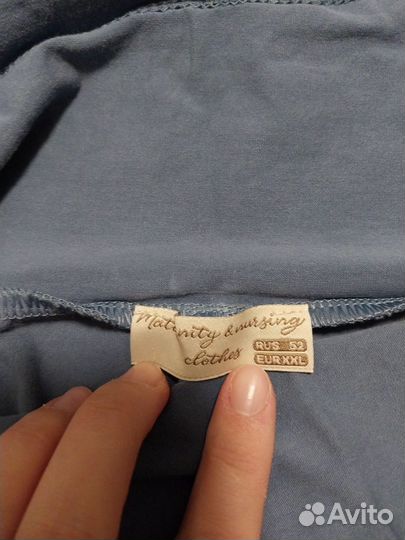 Maternity & nursing
clothes
RUS 52
EUR XXL
Avito